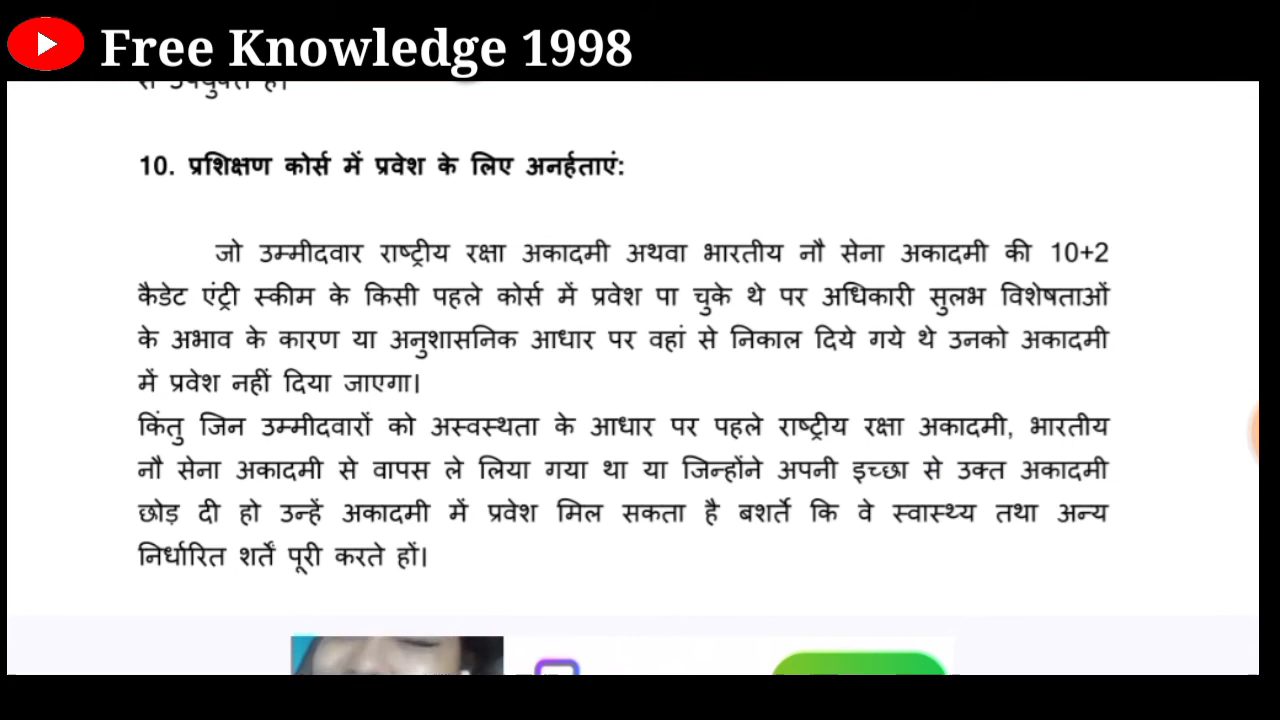 Free Knowledge 1998
10. प्रशिक्षण कोर्स में प्रवेश के लिए अनर्हताएं:
जो उम्मीदवार राष्ट्रीय रक्षा अकादमी अथवा भारतीय नौ सेना अकादमी की 10+2
कैडेट एंट्री स्कीम के किसी पहले कोर्स में प्रवेश पा चुके थे पर अधिकारी सुलभ विशेषताओं
के अभाव के कारण या अनुशासनिक आधार पर वहां से निकाल दिये गये थे उनको अकादमी
में प्रवेश नहीं दिया जाएगा।
किंतु जिन उम्मीदवारों को अस्वस्थता के आधार पर पहले राष्ट्रीय रक्षा अकादमी, भारतीय
नौ सेना अकादमी से वापस ले लिया गया था या जिन्होंने अपनी इच्छा से उक्त अकादमी
छोड़ दी हो उन्हें अकादमी में प्रवेश मिल सकता है बशर्ते कि वे स्वास्थ्य तथा अन्य
निर्धारित शर्तें पूरी करते हों।